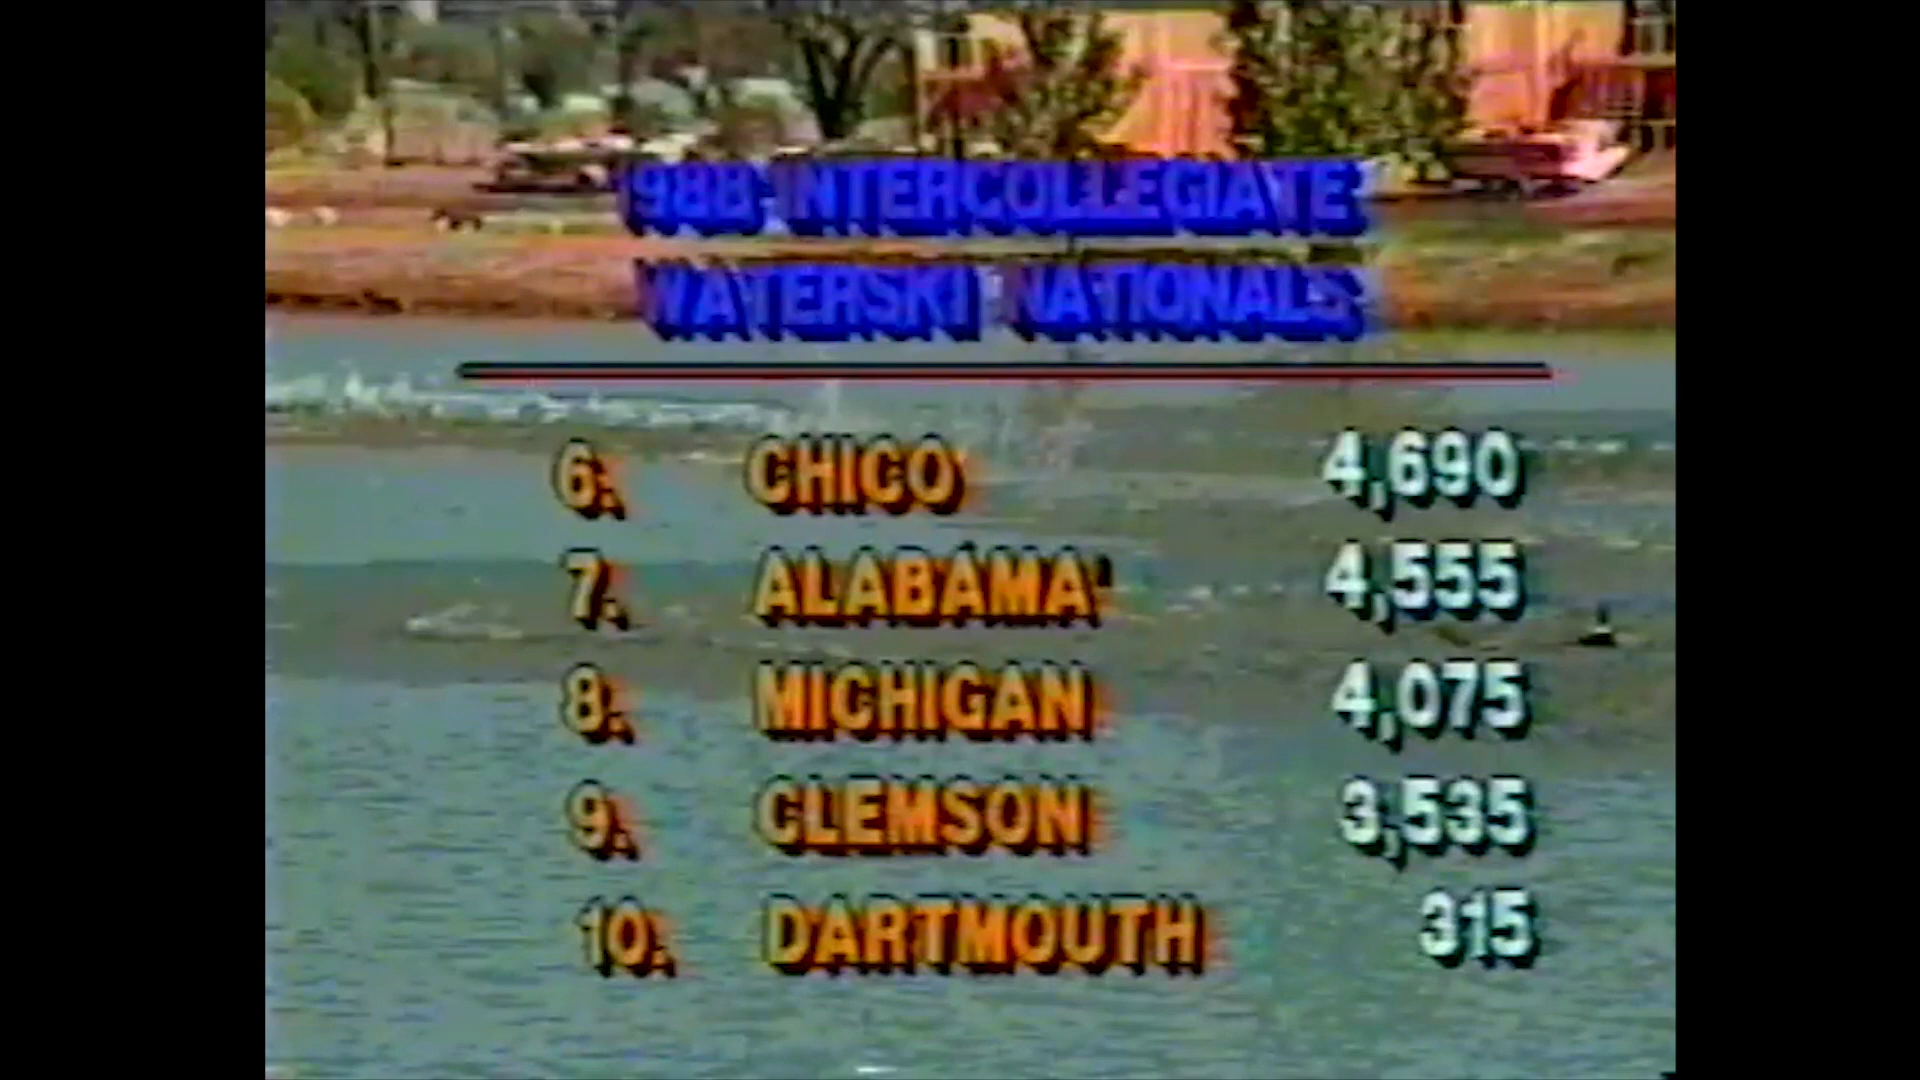 1988 INTERCOLLEGIATE
WATERSKI NATIONALS
6. CHICO 4,690
7. ALABAMA 4,555
8. MICHIGAN 4,075
9. CLEMSON 3,535
10. DARTMOUTH 315